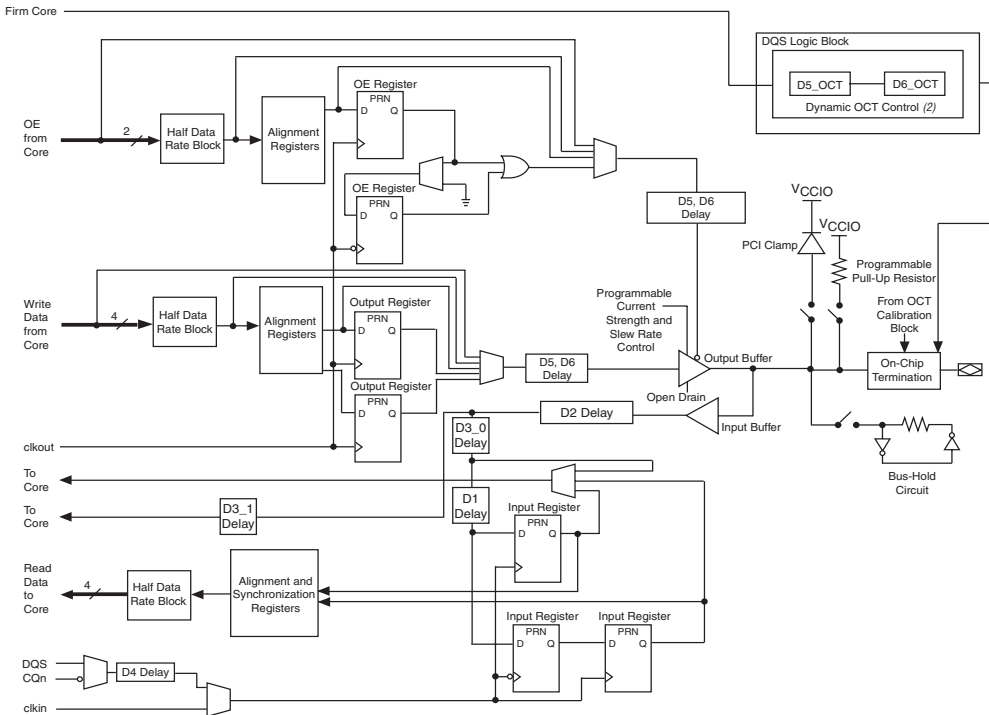 Firm Core
DQS Logic Block
D5_OCT
D6_OCT
Dynamic OCT Control (2)
OE
from
Core
2
Half Data
Rate Block
Alignment
Registers
OE Register
PRN
D
Q
OE Register
PRN
D
Q
D5, D6
Delay
VCCIO
VCCIO
PCI Clamp
Programmable
Pull-Up Resistor
Write
Data
from
Core
4
Half Data
Rate Block
Alignment
Registers
Output Register
PRN
D
Q
Output Register
PRN
D
Q
D5, D6
Delay
Programmable
Current
Strength and
Slew Rate
Control
Output Buffer
Open Drain
From OCT
Calibration
Block
On-Chip
Termination
D2 Delay
Input Buffer
D3_0
Delay
clkout
To
Core
To
Core
D3_1
Delay
D1
Delay
Bus-Hold
Circuit
Input Register
PRN
D
Q
Read
Data
to
Core
4
Half Data
Rate Block
Alignment and
Synchronization
Registers
Input Register
PRN
D
Q
Input Register
PRN
D
Q
DQS
CQn
D4 Delay
clkin